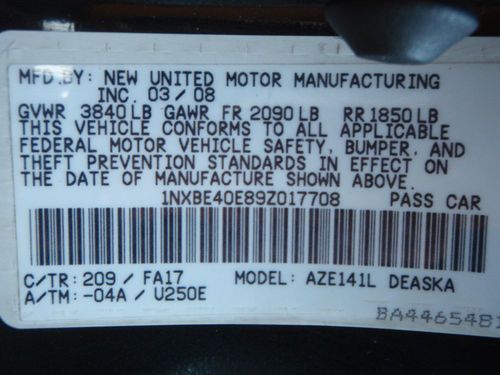 MFD BY: NEW UNITED MOTOR MANUFACTURING
INC. 03/08
GVWR 3840 LB GAWR FR 2090 LB RR 1850 LB
THIS VEHICLE CONFORMS TO ALL APPLICABLE
FEDERAL MOTOR VEHICLE SAFETY, BUMPER, AND
THEFT PREVENTION STANDARDS IN EFFECT ON
THE DATE OF MANUFACTURE SHOWN ABOVE.
1NXBE40E89Z017708 PASS CAR
C/TR: 209/FA17 MODEL: AZE141L DEASKA
A/TM: -04A/U250E